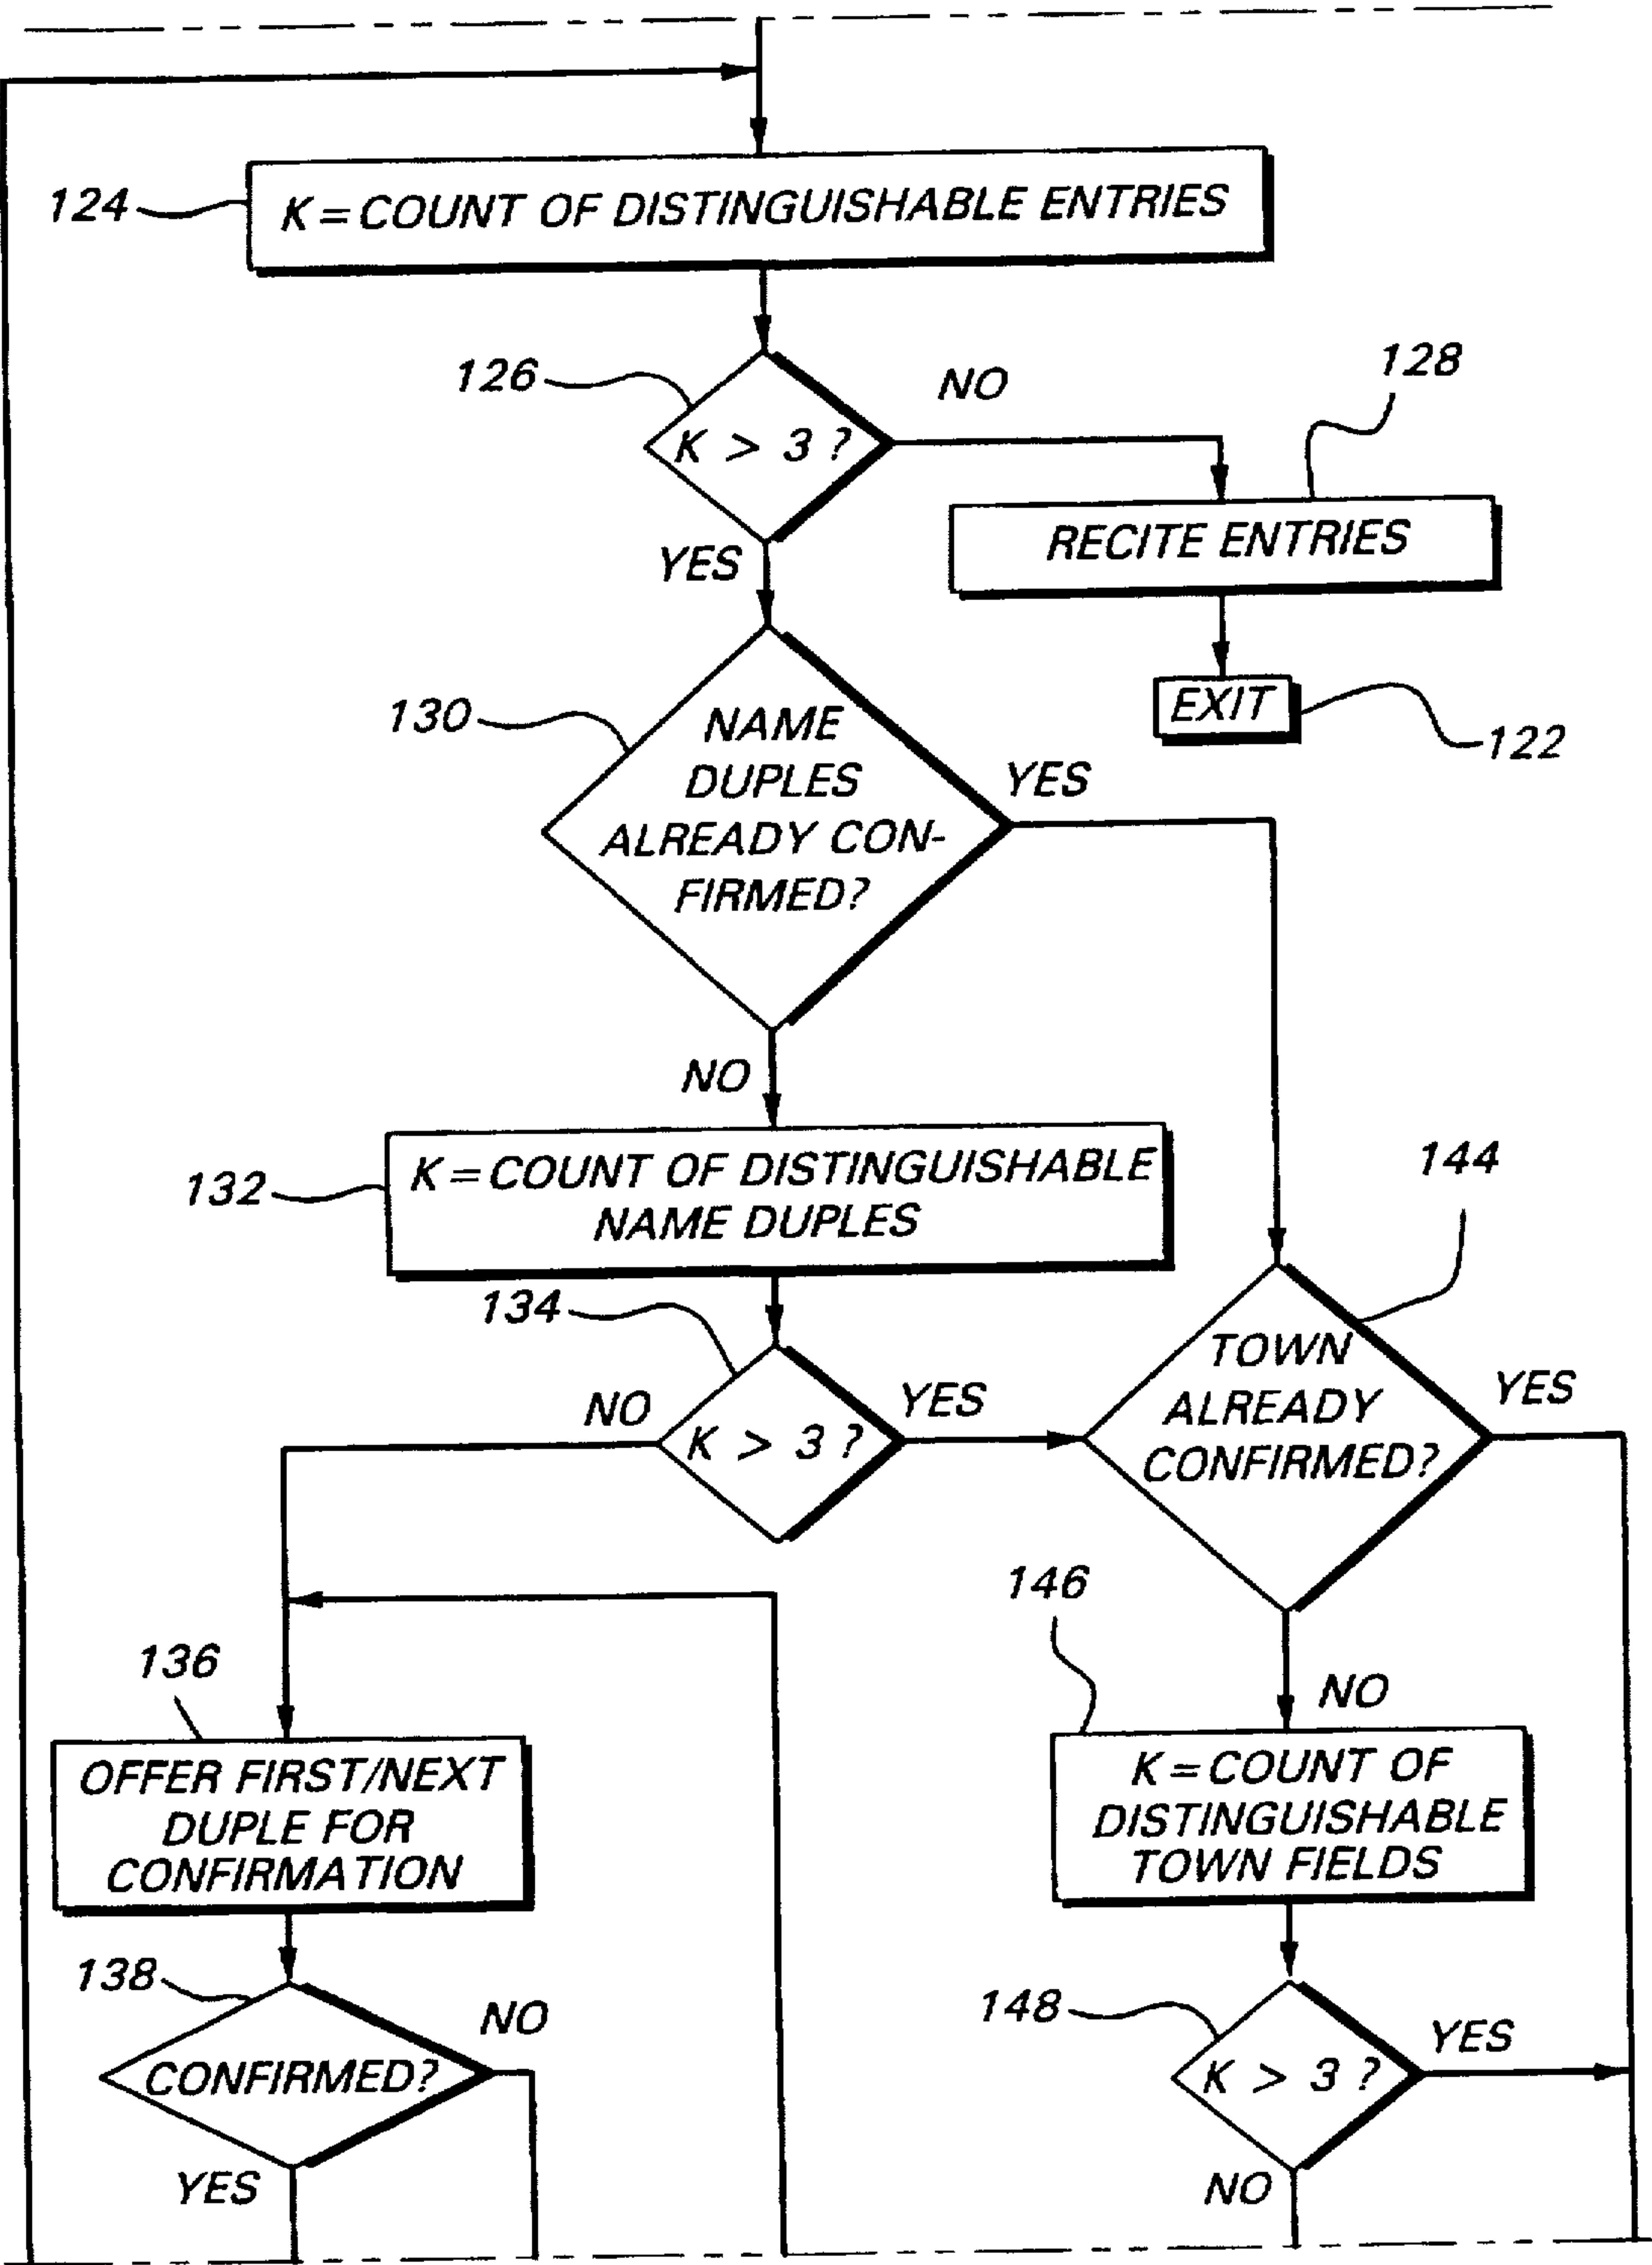 124
K = COUNT OF DISTINGUISHABLE ENTRIES
126
K > 3 ?
NO
128
YES
RECITE ENTRIES
EXIT
122
130
NAME
DUPLES
ALREADY CON-
FIRMED?
YES
NO
132
K = COUNT OF DISTINGUISHABLE
NAME DUPLES
134
NO
K > 3 ?
YES
144
TOWN
ALREADY
CONFIRMED?
YES
NO
136
OFFER FIRST/NEXT
DUPLE FOR
CONFIRMATION
146
K = COUNT OF
DISTINGUISHABLE
TOWN FIELDS
138
CONFIRMED?
NO
YES
148
K > 3 ?
YES
NO